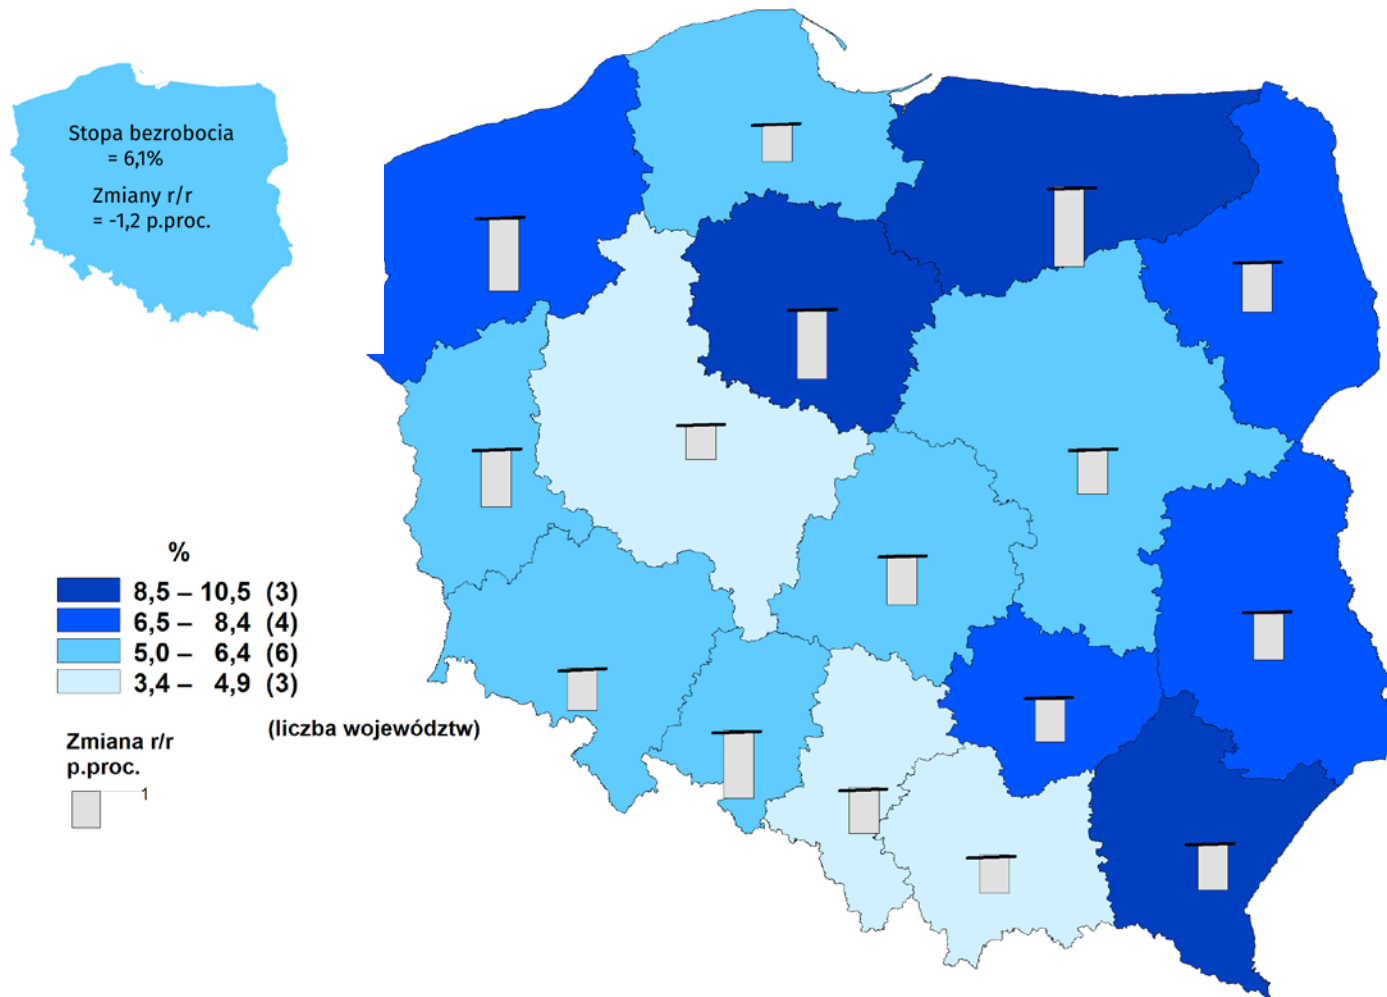 Stopa bezrobocia
= 6,1%
Zmiany r/r
= -1,2 p.proc.
%
8,5 – 10,5 (3)
6,5 – 8,4 (4)
5,0 – 6,4 (6)
3,4 – 4,9 (3)
(liczba województw)
Zmiana r/r
p.proc.
1